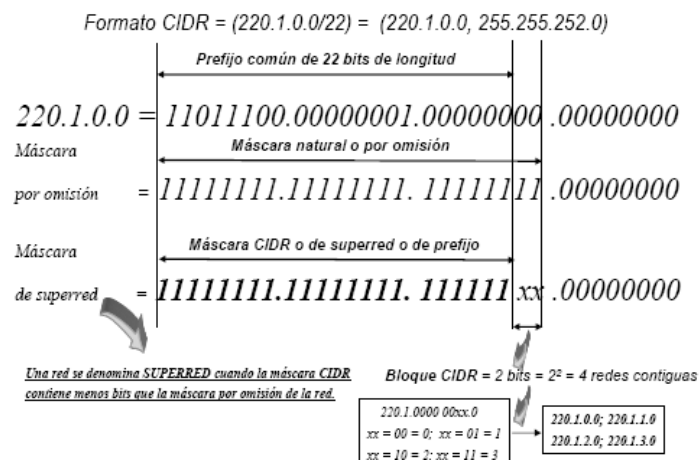 Formato CIDR = (220.1.0.0/22) = (220.1.0.0, 255.255.252.0)
Prefijo común de 22 bits de longitud
220.1.0.0 = 11011100.00000001.00000000 .00000000
Máscara
Máscara natural o por omisión
por omisión = 11111111.11111111. 11111111 .00000000
Máscara
Máscara CIDR o de superred o de prefijo
de superred = 11111111.11111111. 111111 xx .00000000
Una red se denomina SUPERRED cuando la máscara CIDR
contiene menos bits que la máscara por omisión de la red.
Bloque CIDR = 2 bits = 2² = 4 redes contiguas
220.1.0000 00xx.0
xx = 00 = 0; xx = 01 = 1
xx = 10 = 2; xx = 11 = 3
220.1.0.0; 220.1.1.0
220.1.2.0; 220.1.3.0